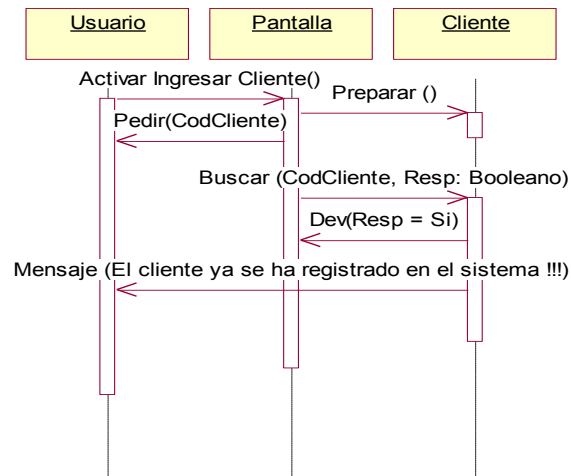 Usuario
Pantalla
Cliente
Activar Ingresar Cliente()
Preparar ()
Pedir(CodCliente)
Buscar (CodCliente, Resp: Booleano)
Dev(Resp = Si)
Mensaje (El cliente ya se ha registrado en el sistema !!!)